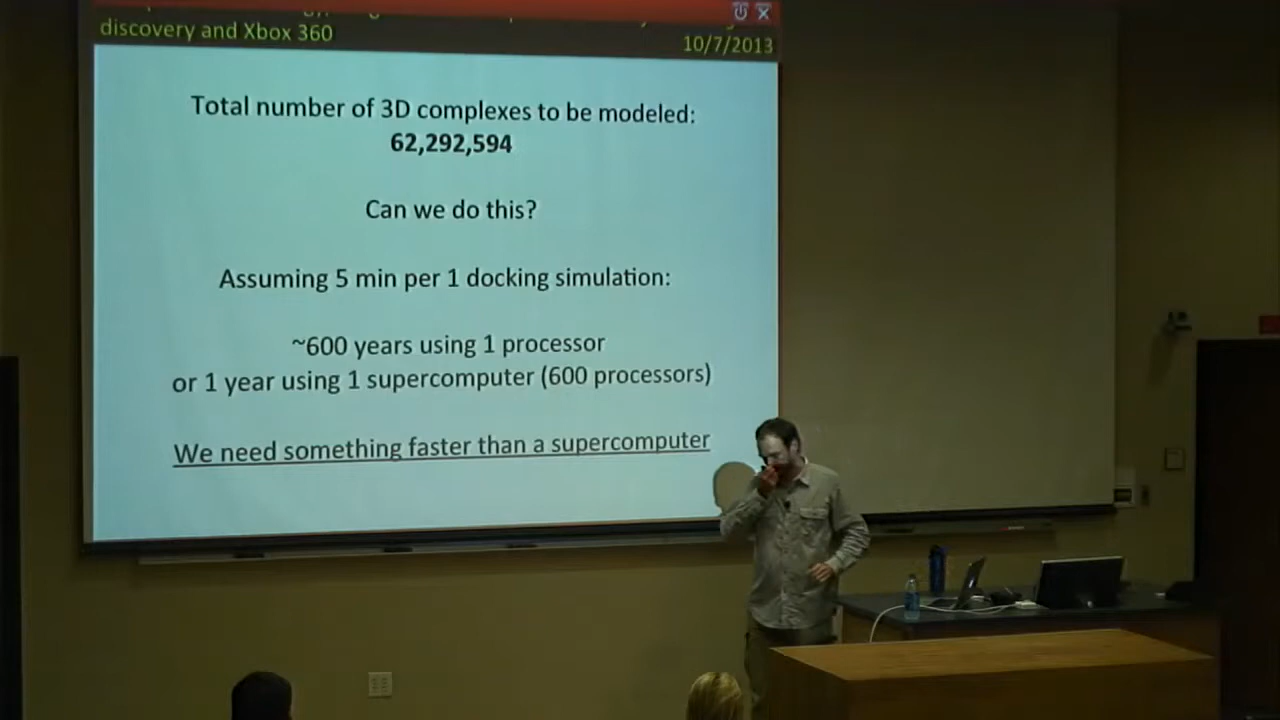 discovery and Xbox 360
10/7/2013
Total number of 3D complexes to be modeled:
62,292,594
Can we do this?
Assuming 5 min per 1 docking simulation:
~600 years using 1 processor
or 1 year using 1 supercomputer (600 processors)
We need something faster than a supercomputer